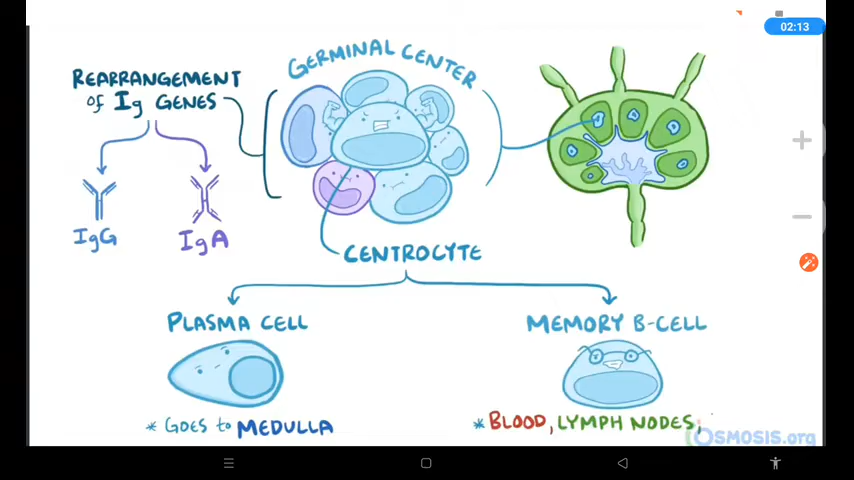 02:13
GERMINAL CENTER
REARRANGEMENT
of Ig GENES
IgG
IgA
CENTROCYTE
PLASMA CELL
MEMORY B-CELL
* GOES to MEDULLA
* BLOOD, LYMPH NODES,
OSMOSIS.org